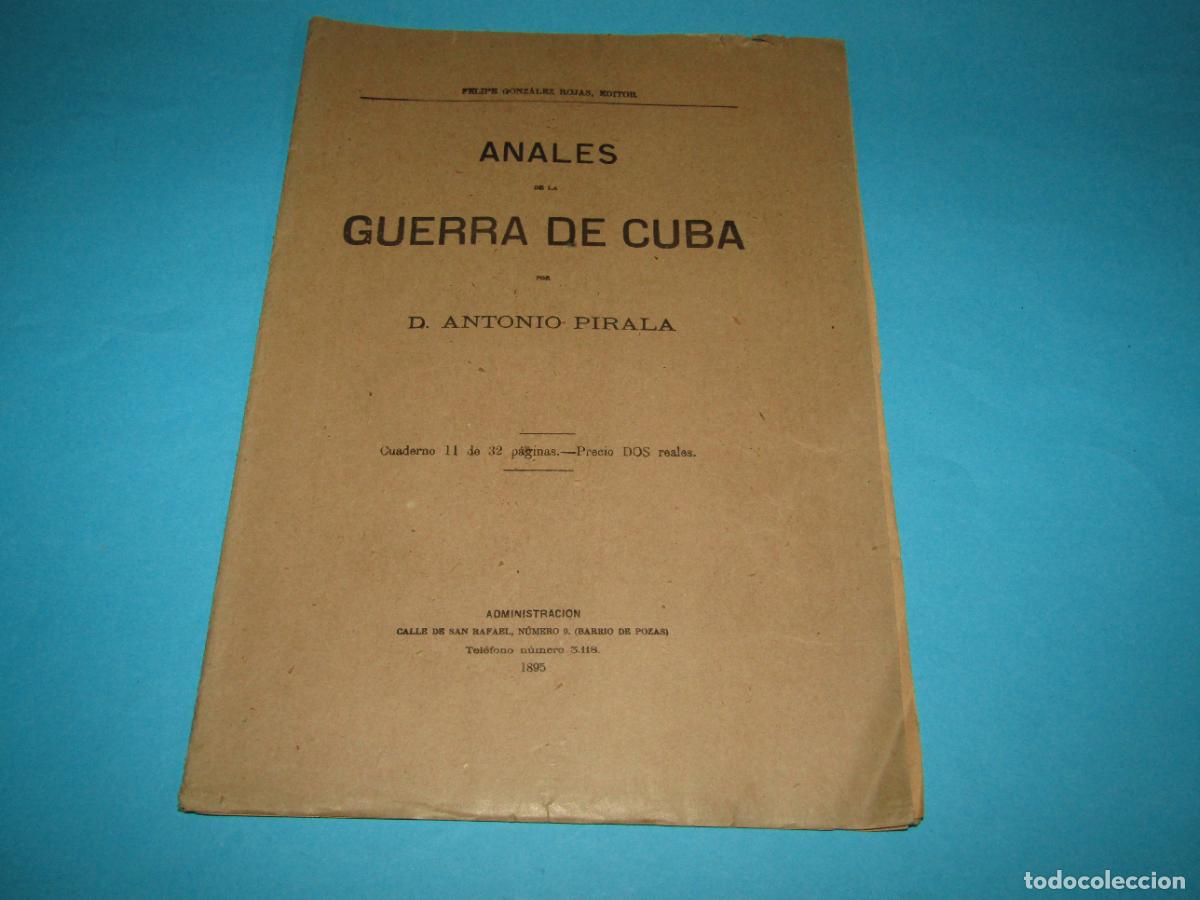 FELIPE GONZÁLEZ ROJAS, EDITOR
ANALES
DE LA
GUERRA DE CUBA
POR
D. ANTONIO PIRALA
Cuaderno 11 de 32 páginas.—Precio DOS reales.
ADMINISTRACION
CALLE DE SAN RAFAEL, NÚMERO 9. (BARRIO DE POZAS)
Teléfono número 3.118.
1895
todocoleccion